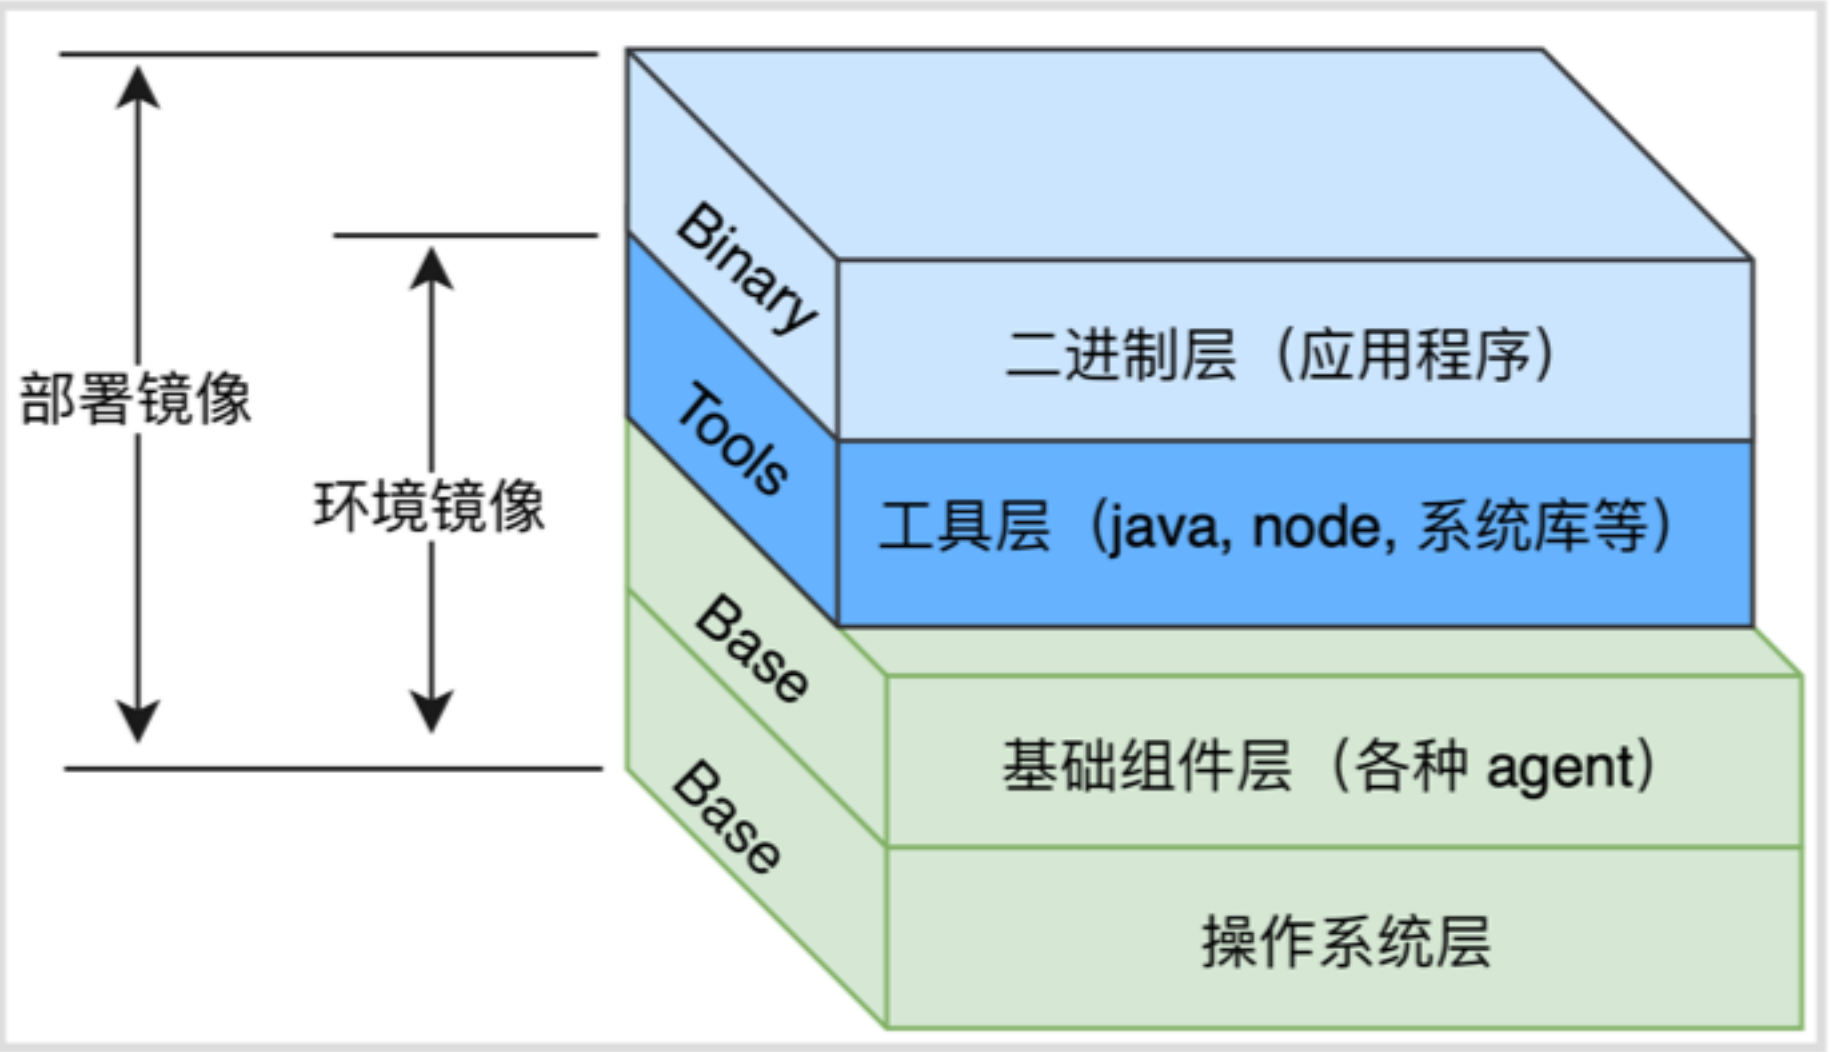 部署镜像
环境镜像
Binary
二进制层（应用程序）
Tools
工具层（java, node, 系统库等）
Base
基础组件层（各种 agent）
Base
操作系统层